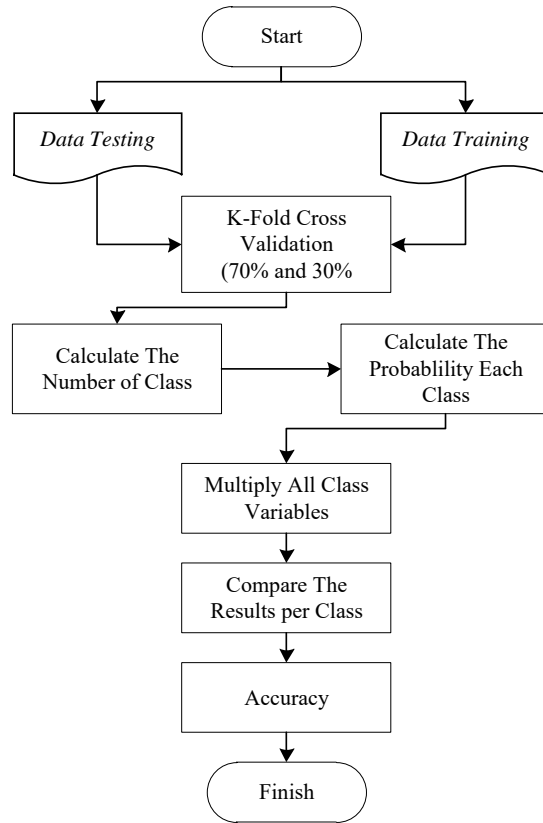 Start
Data Testing
Data Training
K-Fold Cross
Validation
(70% and 30%
Calculate The
Number of Class
Calculate The
Probablility Each
Class
Multiply All Class
Variables
Compare The
Results per Class
Accuracy
Finish